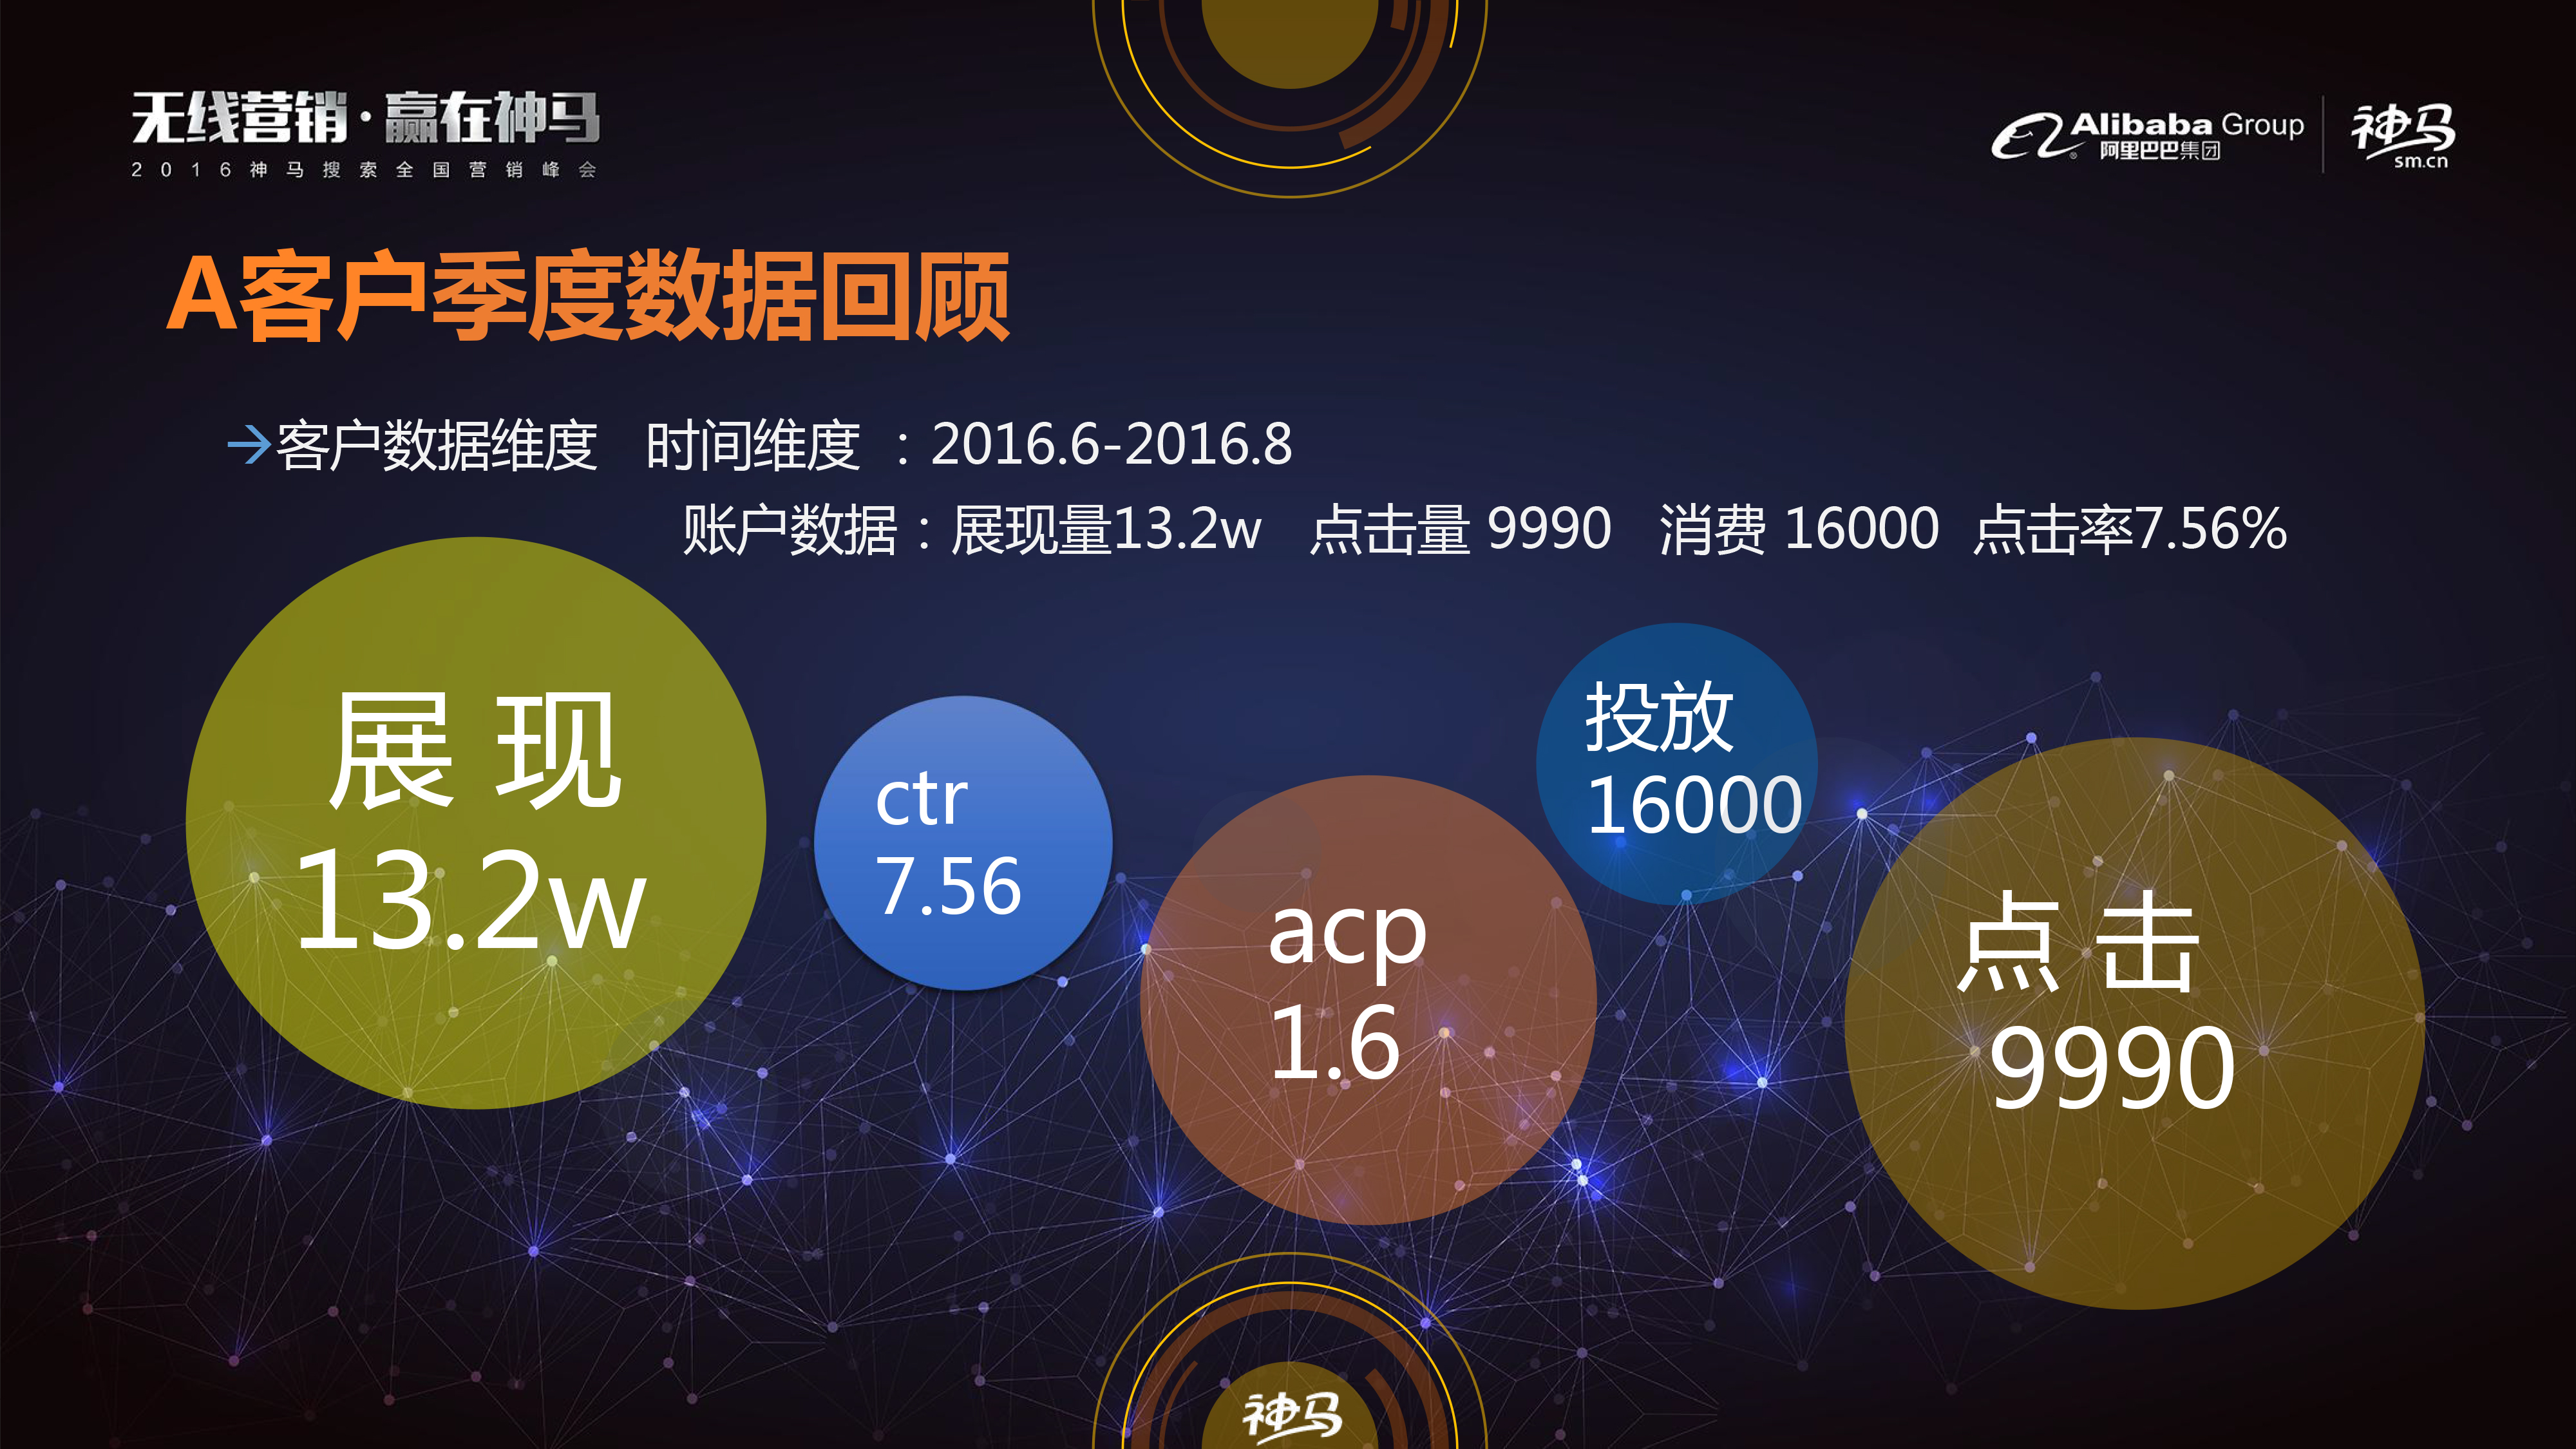 无线营销·赢在神马
2016神马搜索全国营销峰会
Alibaba Group
阿里巴巴集团
神马
sm.cn
A客户季度数据回顾
→客户数据维度 时间维度 ：2016.6-2016.8
账户数据：展现量13.2w 点击量 9990 消费 16000 点击率7.56%
展 现
13.2w
ctr
7.56
acp
1.6
投放
16000
点 击
9990
神马